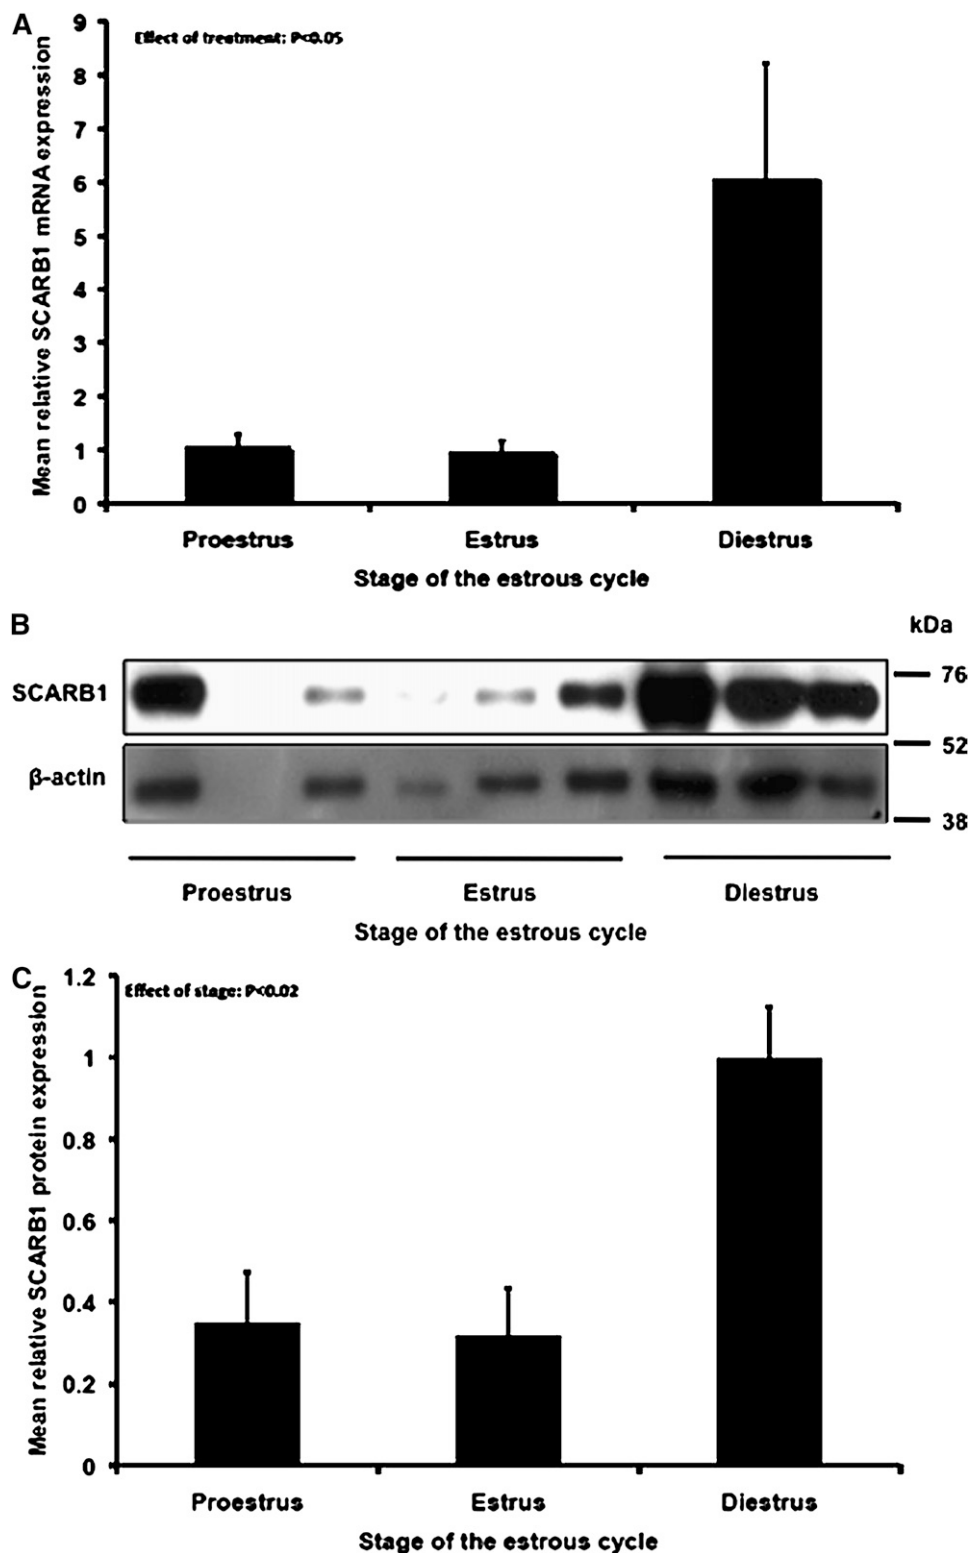 A
Effect of treatment: P<0.05
Mean relative SCARB1 mRNA expression
9
8
7
6
5
4
3
2
1
0
Proestrus Estrus Diestrus
Stage of the estrous cycle
B
kDa
SCARB1
76
52
β-actin
38
Proestrus Estrus Diestrus
Stage of the estrous cycle
C
Effect of stage: P<0.02
Mean relative SCARB1 protein expression
1.2
1
0.8
0.6
0.4
0.2
0
Proestrus Estrus Diestrus
Stage of the estrous cycle